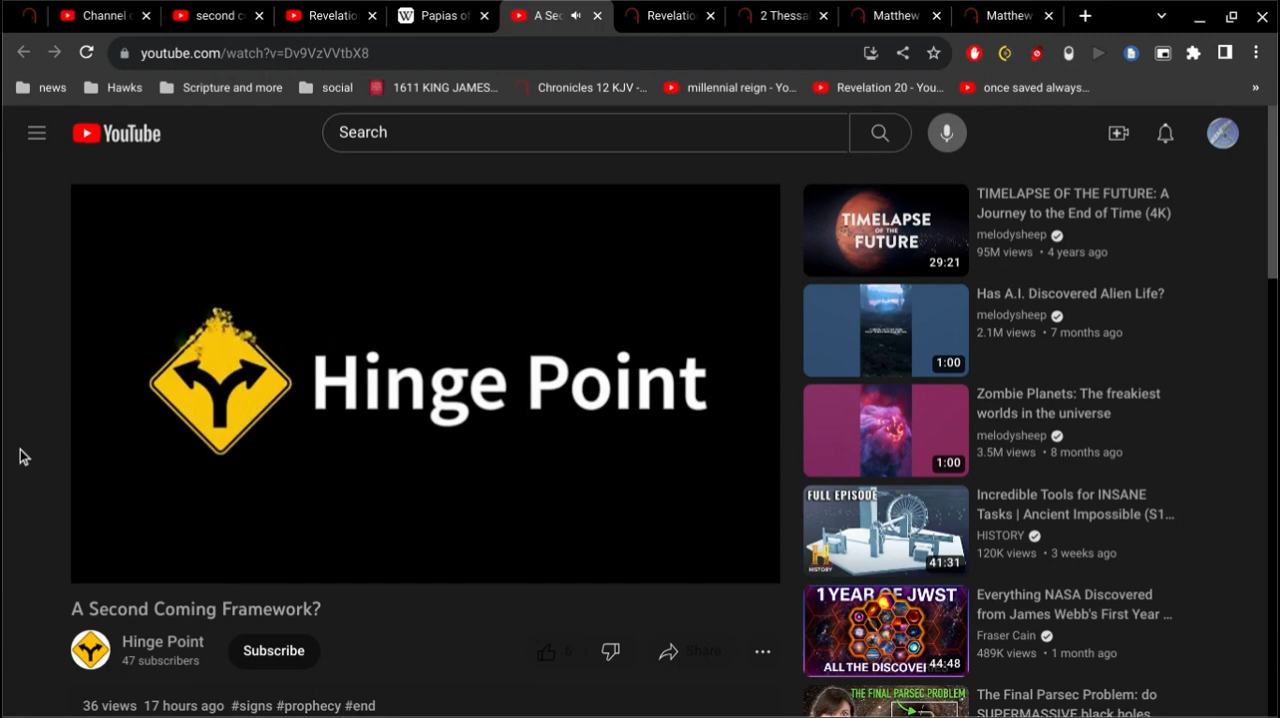 Channel c
second c
Revelatio
Papias of
A Sec
Revelatio
2 Thessa
Matthew
Matthew
youtube.com/watch?v=Dv9VzVVtbX8
news
Hawks
Scripture and more
social
1611 KING JAMES...
Chronicles 12 KJV -...
millennial reign - Yo...
Revelation 20 - You...
once saved always...
»
YouTube
Search
Hinge Point
A Second Coming Framework?
Hinge Point
47 subscribers
Subscribe
6
Share
36 views 17 hours ago #signs #prophecy #end
TIMELAPSE
OF THE
FUTURE
29:21
TIMELAPSE OF THE FUTURE: A
Journey to the End of Time (4K)
melodysheep
95M views • 4 years ago
1:00
Has A.I. Discovered Alien Life?
melodysheep
2.1M views • 7 months ago
1:00
Zombie Planets: The freakiest
worlds in the universe
melodysheep
3.5M views • 8 months ago
FULL EPISODE
H
HISTORY
41:31
Incredible Tools for INSANE
Tasks | Ancient Impossible (S1...
HISTORY
120K views • 3 weeks ago
1 YEAR OF JWST
ALL THE DISCOVE
44:48
Everything NASA Discovered
from James Webb's First Year ...
Fraser Cain
489K views • 1 month ago
THE FINAL PARSEC PROBLEM
The Final Parsec Problem: do
SUPERMASSIVE black holes